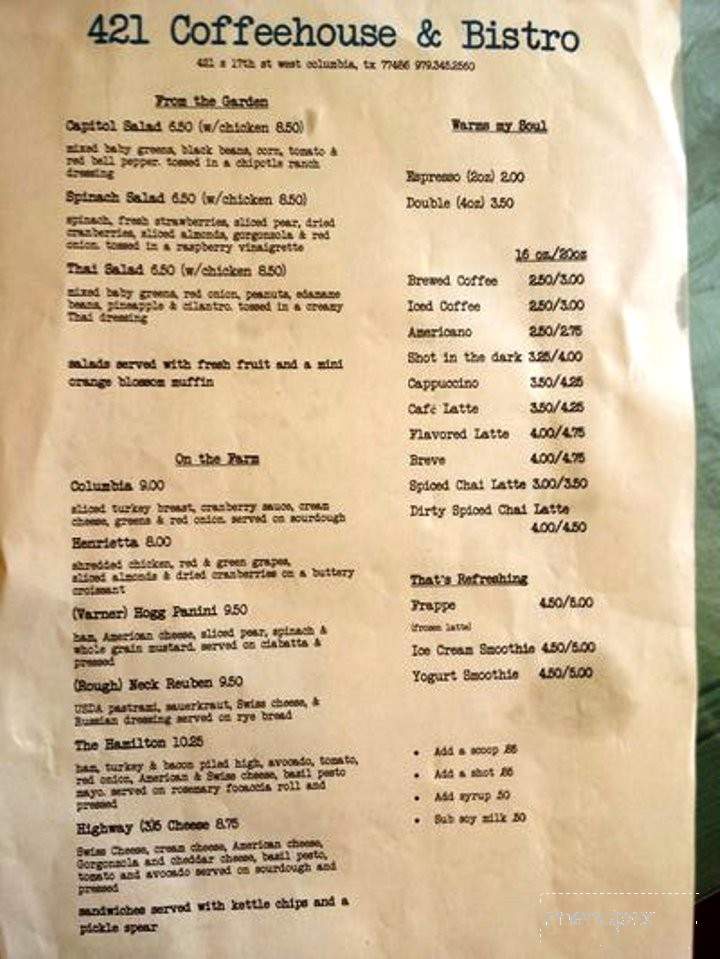 421 Coffeehouse & Bistro
421 s 17th st west columbia, tx 77486 979.345.2560
From the Garden
Capitol Salad 6.50 (w/chicken 8.50)
mixed baby greens, black beans, corn, tomato &
red bell pepper. tossed in a chipotle ranch
dressing
Spinach Salad 6.50 (w/chicken 8.50)
spinach, fresh strawberries, sliced pear, dried
cranberries, sliced almonds, gorgonzola & red
onion. tossed in a raspberry vinaigrette
Thai Salad 6.50 (w/chicken 8.50)
mixed baby greens, red onion, peanuts, edamame
beans, pineapple & cilantro. tossed in a creamy
Thai dressing
salads served with fresh fruit and a mini
orange blossom muffin
On the Farm
Columbia 9.00
sliced turkey breast, cranberry sauce, cream
cheese, greens & red onion. served on sourdough
Henrietta 8.00
shredded chicken, red & green grapes,
sliced almonds & dried cranberries on a buttery
croissant
(Varner) Hogg Panini 9.50
ham, American cheese, sliced pear, spinach &
whole grain mustard. served on ciabatta &
pressed
(Rough) Neck Reuben 9.50
USDA pastrami, sauerkraut, Swiss cheese, &
Russian dressing served on rye bread
The Hamilton 10.25
ham, turkey & bacon piled high, avocado, tomato,
red onion, American & Swiss cheese, basil pesto
mayo. served on rosemary focaccia roll and
pressed
Highway (3)5 Cheese 8.75
Swiss Cheese, cream cheese, American cheese,
Gorgonzola and cheddar cheese, basil pesto,
tomato and avocado served on sourdough and
pressed
sandwiches served with kettle chips and a
pickle spear
Warms my Soul
Espresso (2oz) 2.00
Double (4oz) 3.50
16 oz./20oz
Brewed Coffee 2.50/3.00
Iced Coffee 2.50/3.00
Americano 2.50/2.75
Shot in the dark 3.25/4.00
Cappuccino 3.50/4.25
Café Latte 3.50/4.25
Flavored Latte 4.00/4.75
Breve 4.00/4.75
Spiced Chai Latte 3.00/3.50
Dirty Spiced Chai Latte
4.00/4.50
That's Refreshing
Frappe 4.50/5.00
(frozen latte)
Ice Cream Smoothie 4.50/5.00
Yogurt Smoothie 4.50/5.00
• Add a scoop .85
• Add a shot .85
• Add syrup .50
• Sub soy milk .50